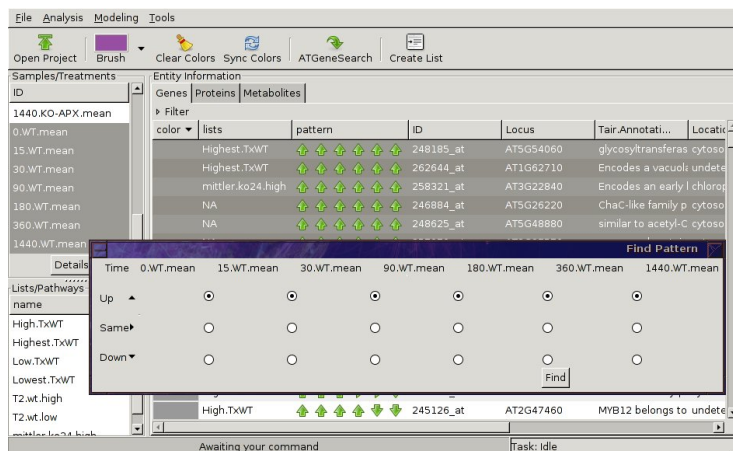 File Analysis Modeling Tools
Open Project Brush Clear Colors Sync Colors ATGeneSearch Create List
Samples/Treatments
ID
1440.KO-APX.mean
0.WT.mean
15.WT.mean
30.WT.mean
90.WT.mean
180.WT.mean
360.WT.mean
1440.WT.mean
Details
Lists/Pathways
name
High.TxWT
Highest.TxWT
Low.TxWT
Lowest.TxWT
T2.wt.high
T2.wt.low
mittler.ko24.high
Entity Information
Genes Proteins Metabolites
Filter
color lists pattern ID Locus Tair.Annotati... Locatic
Highest.TxWT 248185_at AT5G54060 glycosyltransferas cytoso
Highest.TxWT 262644_at AT1G62710 Encodes a vacuola undete
mittler.ko24.high 258321_at AT3G22840 Encodes an early l chlorop
NA 246884_at AT5G26220 ChaC-like family p cytoso
NA 248625_at AT5G48880 similar to acetyl-C cytoso
Find Pattern
Time 0.WT.mean 15.WT.mean 30.WT.mean 90.WT.mean 180.WT.mean 360.WT.mean 1440.WT.mean
Up
Same
Down
Find
High.TxWT 245126_at AT2G47460 MYB12 belongs to undete
Awaiting your command Task: Idle